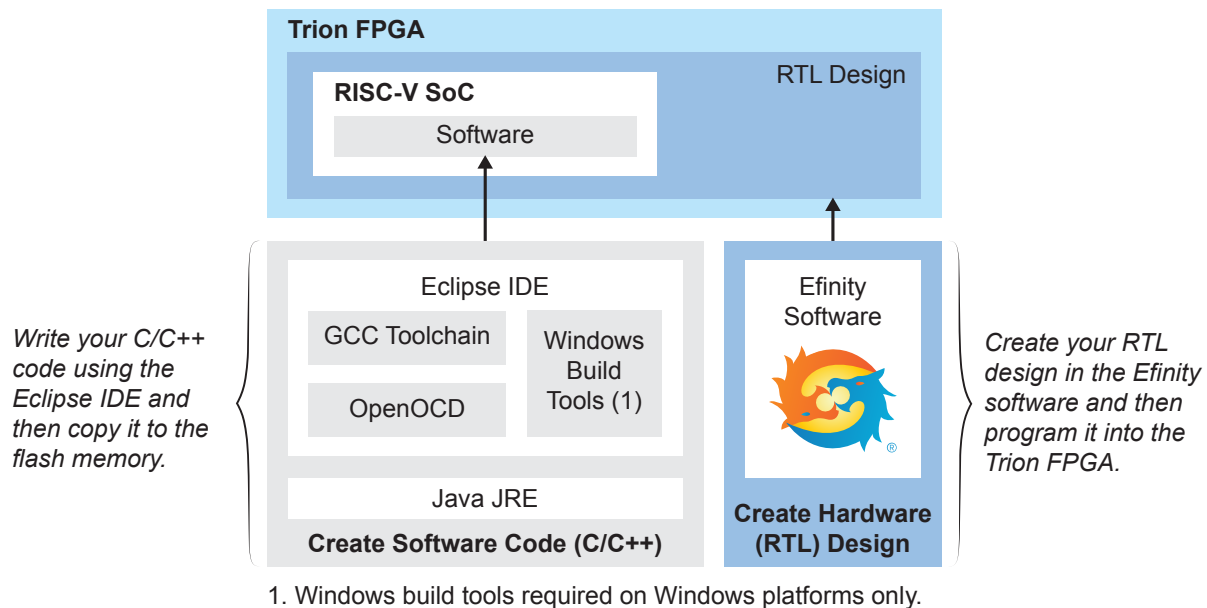 Trion FPGA
RTL Design
RISC-V SoC
Software
Write your C/C++
code using the
Eclipse IDE and
then copy it to the
flash memory.
Eclipse IDE
GCC Toolchain
OpenOCD
Windows
Build
Tools (1)
Java JRE
Create Software Code (C/C++)
Efinity
Software
®
Create Hardware
(RTL) Design
Create your RTL
design in the Efinity
software and then
program it into the
Trion FPGA.
1. Windows build tools required on Windows platforms only.